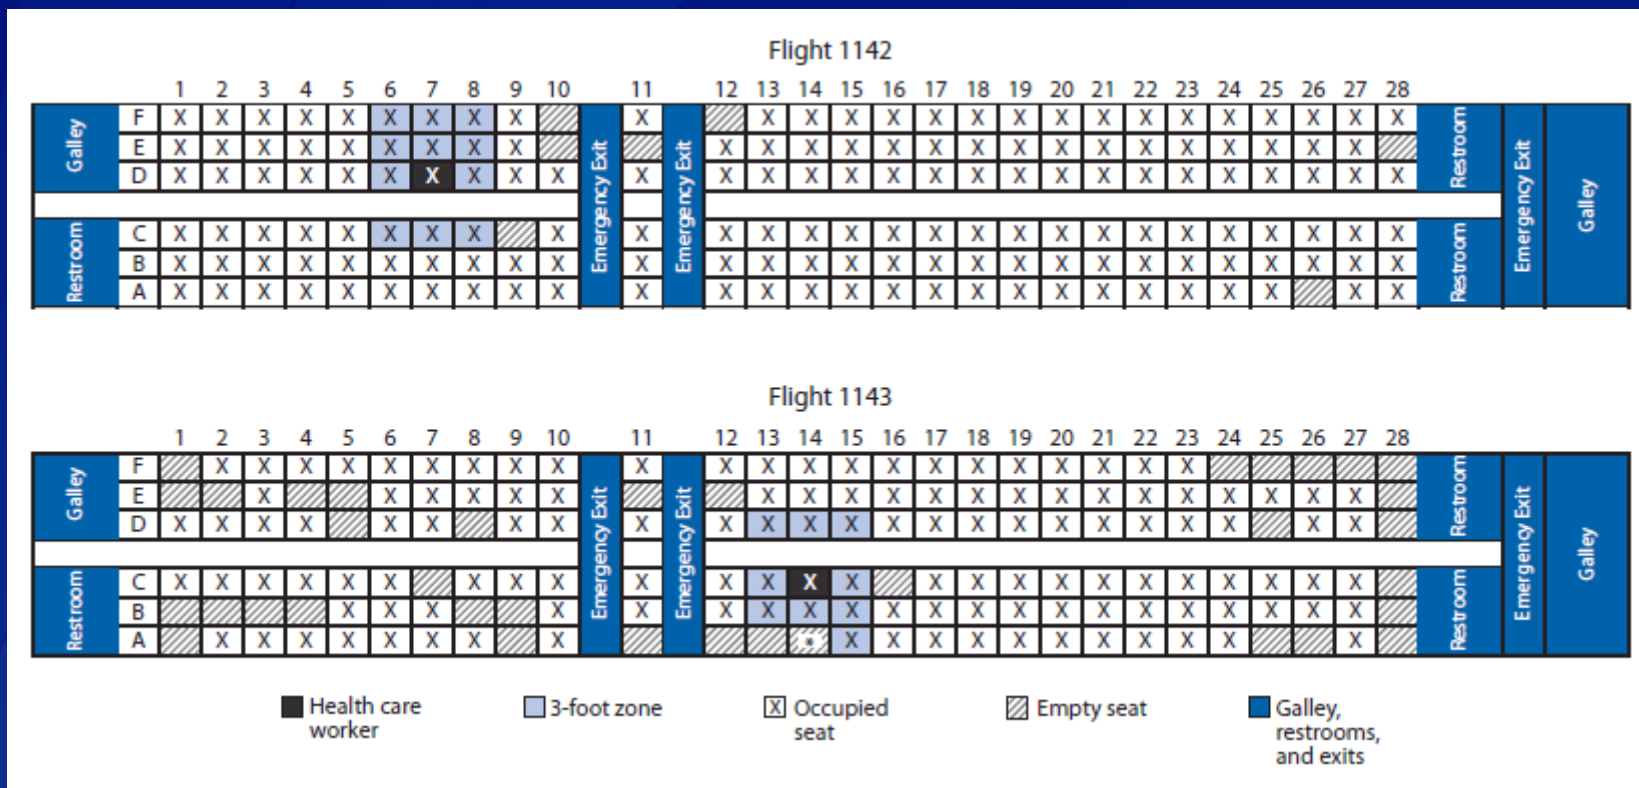 Flight 1142
1 2 3 4 5 6 7 8 9 10 11 12 13 14 15 16 17 18 19 20 21 22 23 24 25 26 27 28
Galley
F X X X X X X X X X X X X X X X X X X X X X X X X X X
E X X X X X X X X X X X X X X X X X X X X X X X X X
D X X X X X X X X X X X X X X X X X X X X X X X X X X X X
Restroom
C X X X X X X X X X X X X X X X X X X X X X X X X X X X
B X X X X X X X X X X X X X X X X X X X X X X X X X X X X
A X X X X X X X X X X X X X X X X X X X X X X X X X X X
Emergency Exit
Emergency Exit
Restroom
Restroom
Emergency Exit
Galley
Flight 1143
1 2 3 4 5 6 7 8 9 10 11 12 13 14 15 16 17 18 19 20 21 22 23 24 25 26 27 28
Galley
F X X X X X X X X X X X X X X X X X X X X X X
E X X X X X X X X X X X X X X X X X X X X X
D X X X X X X X X X X X X X X X X X X X X X X X X
Restroom
C X X X X X X X X X X X X X X X X X X X X X X X X X
B X X X X X X X X X X X X X X X X X X X X X
A X X X X X X X X X X X X X X X X X X X
Emergency Exit
Emergency Exit
Restroom
Restroom
Emergency Exit
Galley
Health care
worker
3-foot zone
X Occupied
seat
Empty seat
Galley,
restrooms,
and exits